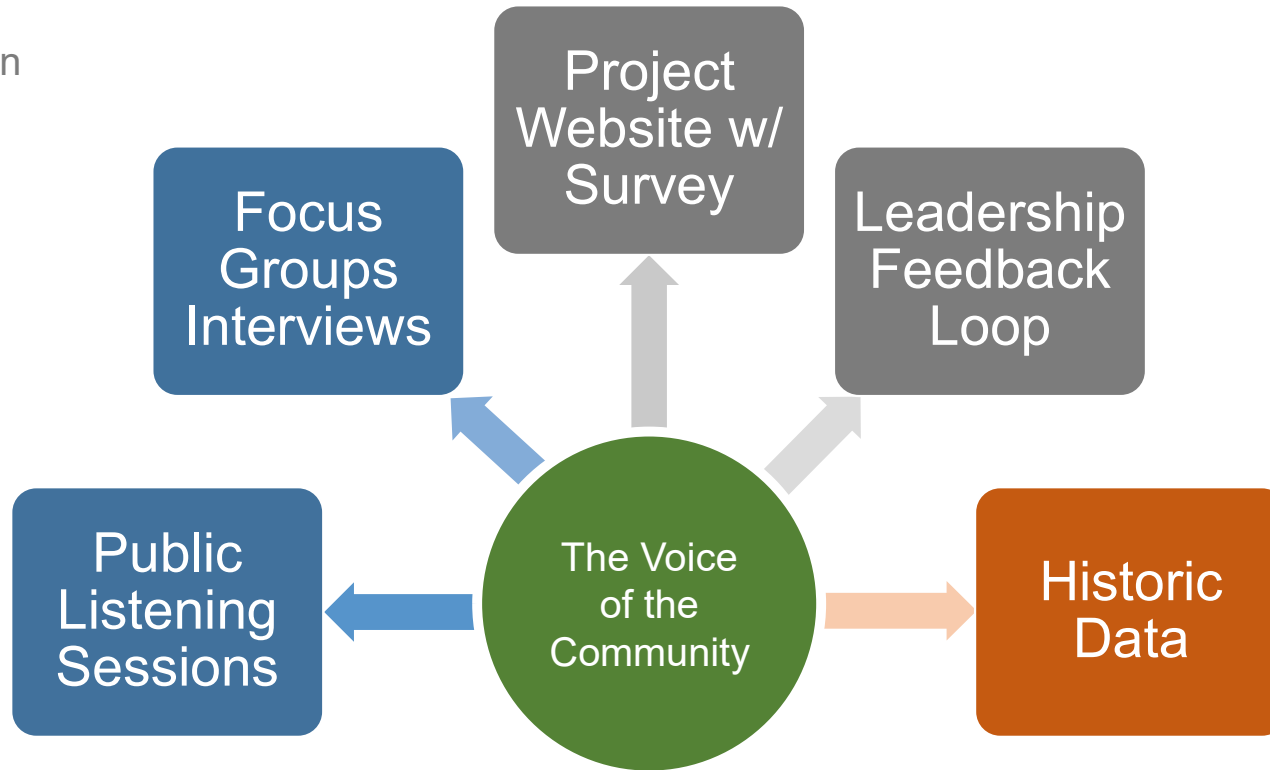 n
Project
Website w/
Survey
Focus
Groups
Interviews
Leadership
Feedback
Loop
Public
Listening
Sessions
The Voice
of the
Community
Historic
Data